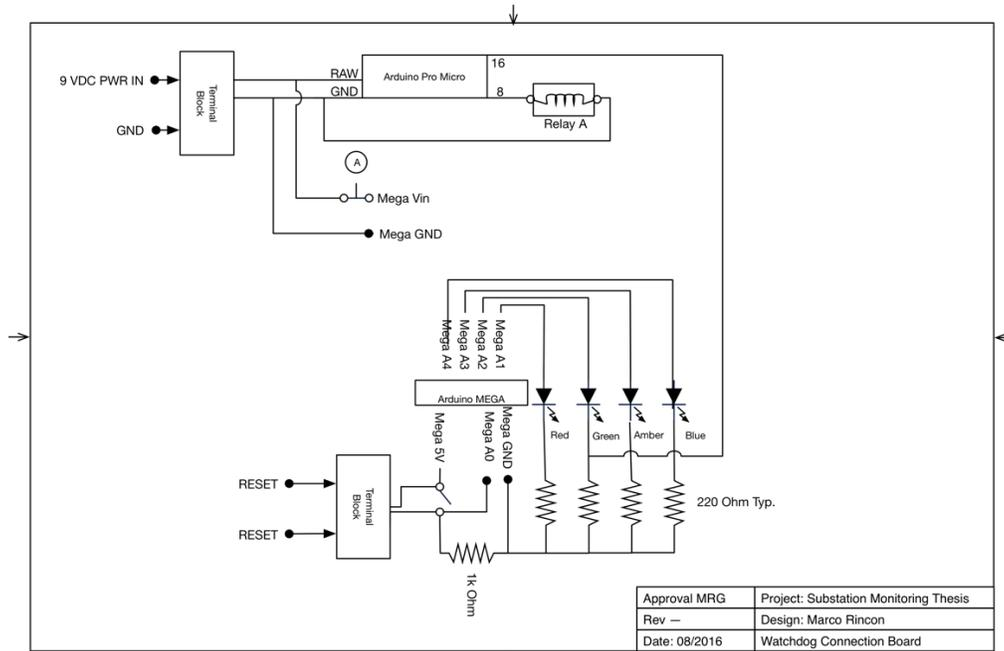 9 VDC PWR IN
GND
Terminal
Block
RAW
GND
Arduino Pro Micro
16
8
Relay A
A
Mega Vin
Mega GND
Mega A4
Mega A3
Mega A2
Mega A1
Arduino MEGA
Red
Green
Amber
Blue
Mega 5V
Mega A0
Mega GND
RESET
RESET
Terminal
Block
220 Ohm Typ.
1k Ohm
Approval MRG
Project: Substation Monitoring Thesis
Rev —
Design: Marco Rincon
Date: 08/2016
Watchdog Connection Board